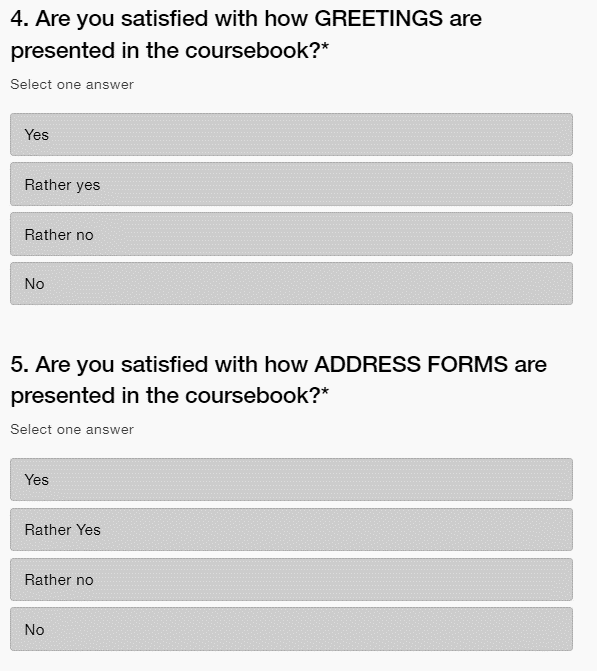 4. Are you satisfied with how GREETINGS are
presented in the coursebook?*
Select one answer
Yes
Rather yes
Rather no
No
5. Are you satisfied with how ADDRESS FORMS are
presented in the coursebook?*
Select one answer
Yes
Rather Yes
Rather no
No